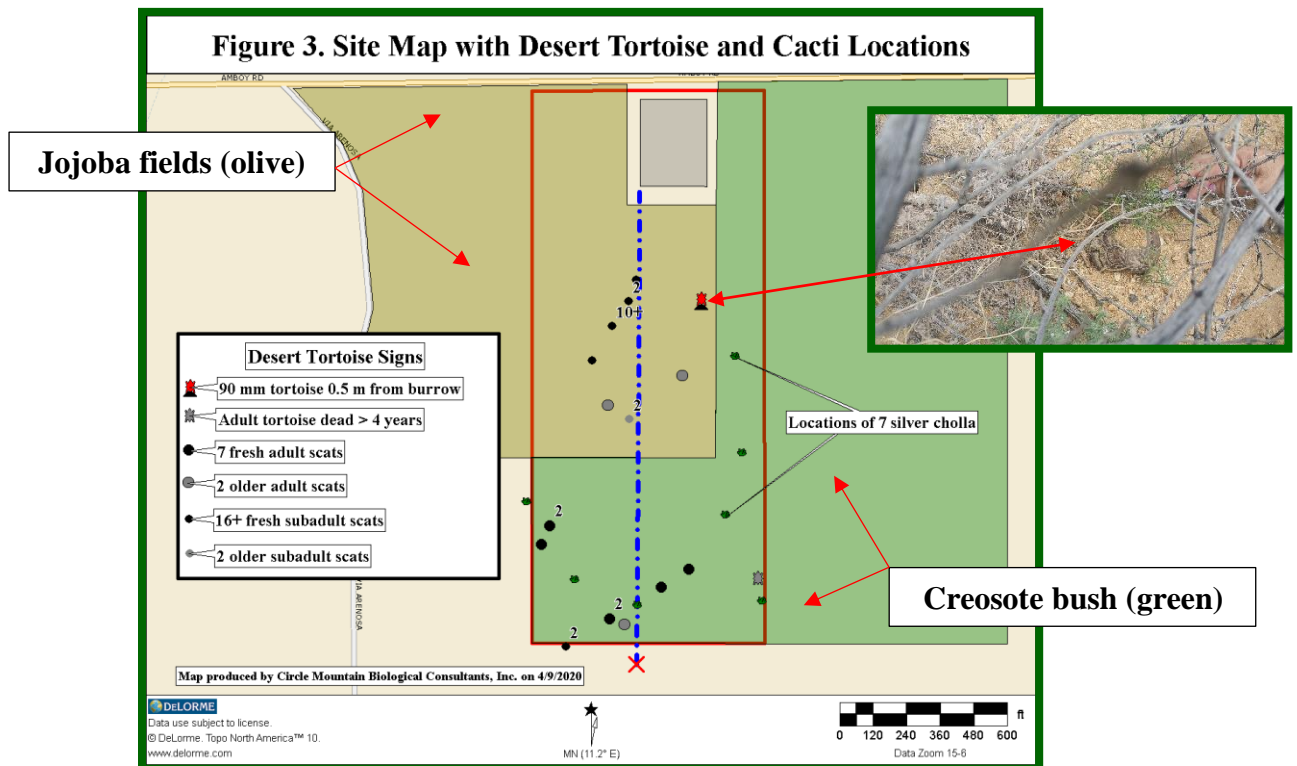 Figure 3. Site Map with Desert Tortoise and Cacti Locations
AMBOY RD
AMBOY RD
VIA ARENOSA
Jojoba fields (olive)
2
10+
Desert Tortoise Signs
90 mm tortoise 0.5 m from burrow
Adult tortoise dead > 4 years
7 fresh adult scats
2 older adult scats
16+ fresh subadult scats
2 older subadult scats
2
Locations of 7 silver cholla
2
2
2
VIA ARENOSA
Creosote bush (green)
Map produced by Circle Mountain Biological Consultants, Inc. on 4/9/2020
DELORME
Data use subject to license.
© DeLorme. Topo North America™ 10.
www.delorme.com
MN (11.2° E)
ft
0 120 240 360 480 600
Data Zoom 15-6